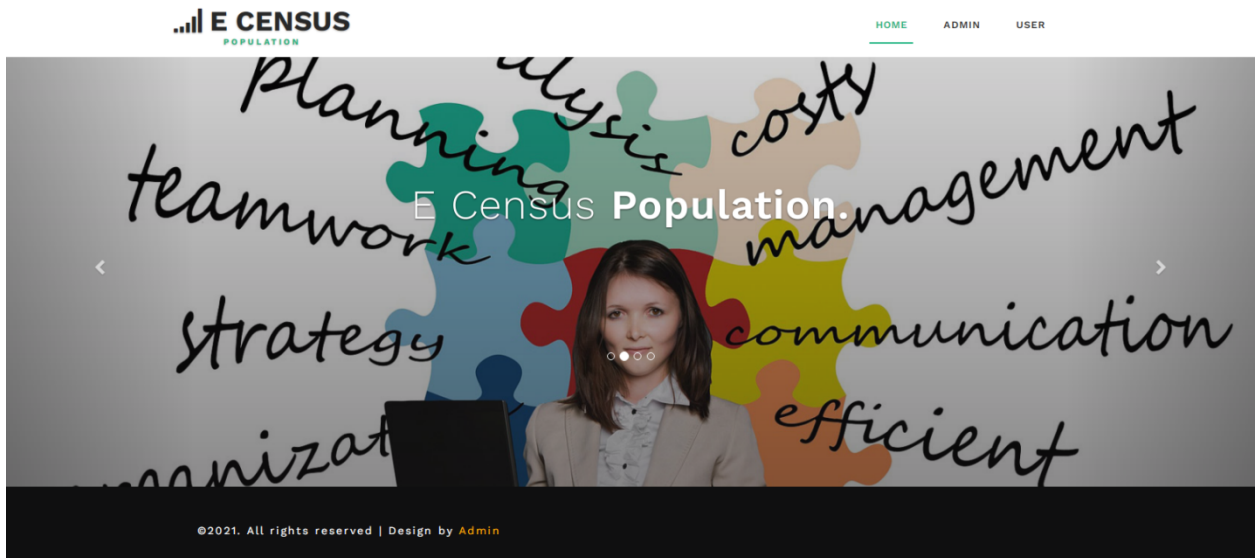 E CENSUS
POPULATION
HOME ADMIN USER
planning
costy
teamwork
E Census Population.
management
strategy
communication
efficient
©2021. All rights reserved | Design by Admin